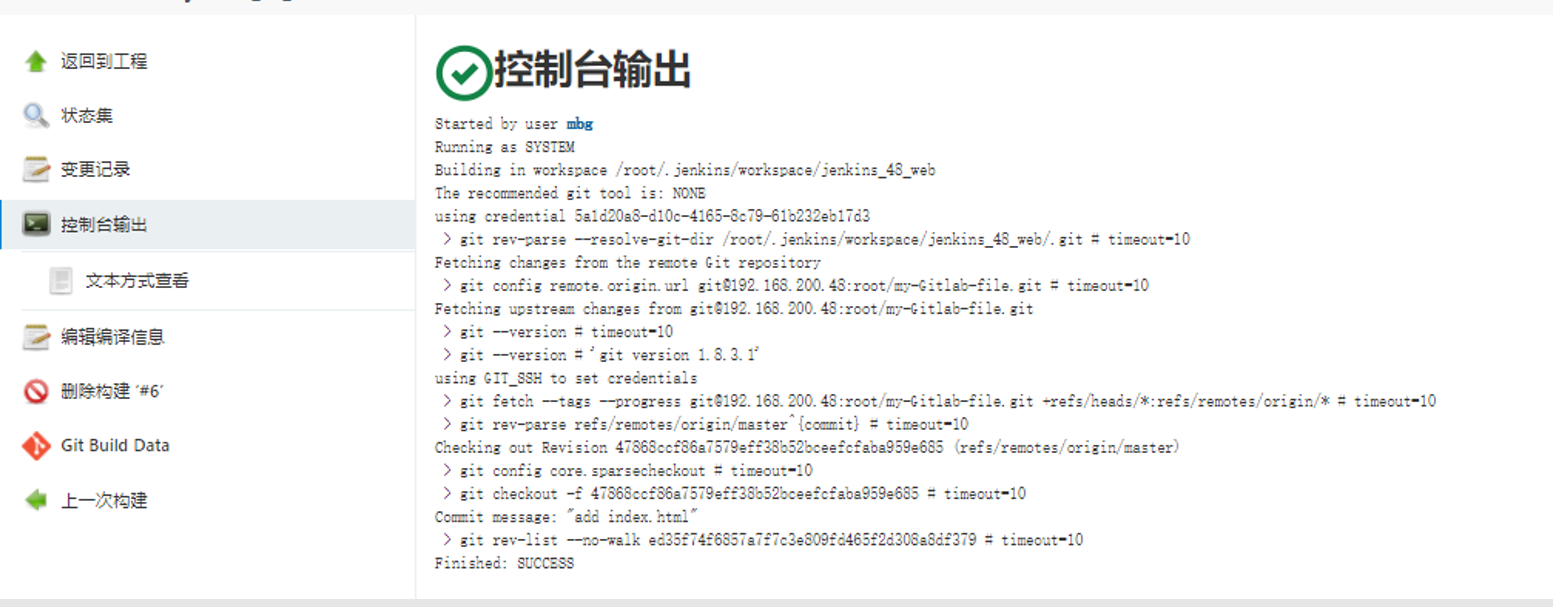 返回到工程
状态集
变更记录
控制台输出
文本方式查看
编辑编译信息
删除构建 ‘#6’
Git Build Data
上一次构建
控制台输出
Started by user mbg
Running as SYSTEM
Building in workspace /root/.jenkins/workspace/jenkins_48_web
The recommended git tool is: NONE
using credential 5a1d20a8-d10c-4165-8c79-61b232eb17d3
> git rev-parse --resolve-git-dir /root/.jenkins/workspace/jenkins_48_web/.git # timeout=10
Fetching changes from the remote Git repository
> git config remote.origin.url git@192.168.200.48:root/my-Gitlab-file.git # timeout=10
Fetching upstream changes from git@192.168.200.48:root/my-Gitlab-file.git
> git --version # timeout=10
> git --version # 'git version 1.8.3.1'
using GIT_SSH to set credentials
> git fetch --tags --progress git@192.168.200.48:root/my-Gitlab-file.git +refs/heads/*:refs/remotes/origin/* # timeout=10
> git rev-parse refs/remotes/origin/master^{commit} # timeout=10
Checking out Revision 47868ccf86a7579eff38b52bceefcfaba959e685 (refs/remotes/origin/master)
> git config core.sparsecheckout # timeout=10
> git checkout -f 47868ccf86a7579eff38b52bceefcfaba959e685 # timeout=10
Commit message: "add index.html"
> git rev-list --no-walk ed35f74f6857a7f7c3e809fd465f2d308a8df379 # timeout=10
Finished: SUCCESS